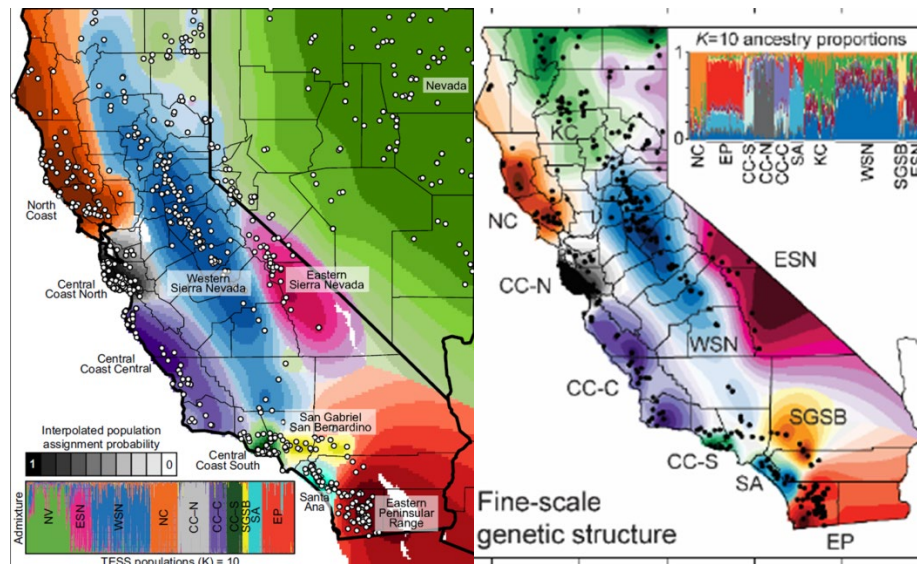 Nevada
North
Coast
Central
Coast North
Western
Sierra Nevada
Eastern
Sierra Nevada
Central
Coast Central
San Gabriel
San Bernardino
Interpolated population
assignment probability
1
0
Central
Coast South
Santa
Ana
Eastern
Peninsular
Range
Admixture
NV
ESN
WSN
NC
CC-N
CC-C
CC-S
SGSB
SA
EP
TESS populations (K) = 10
K=10 ancestry proportions
1
0
NC
EP
CC-S
CC-N
CC-C
SA
KC
WSN
SGSB
ESN
KC
NC
CC-N
ESN
WSN
CC-C
SGSB
CC-S
SA
EP
Fine-scale
genetic structure